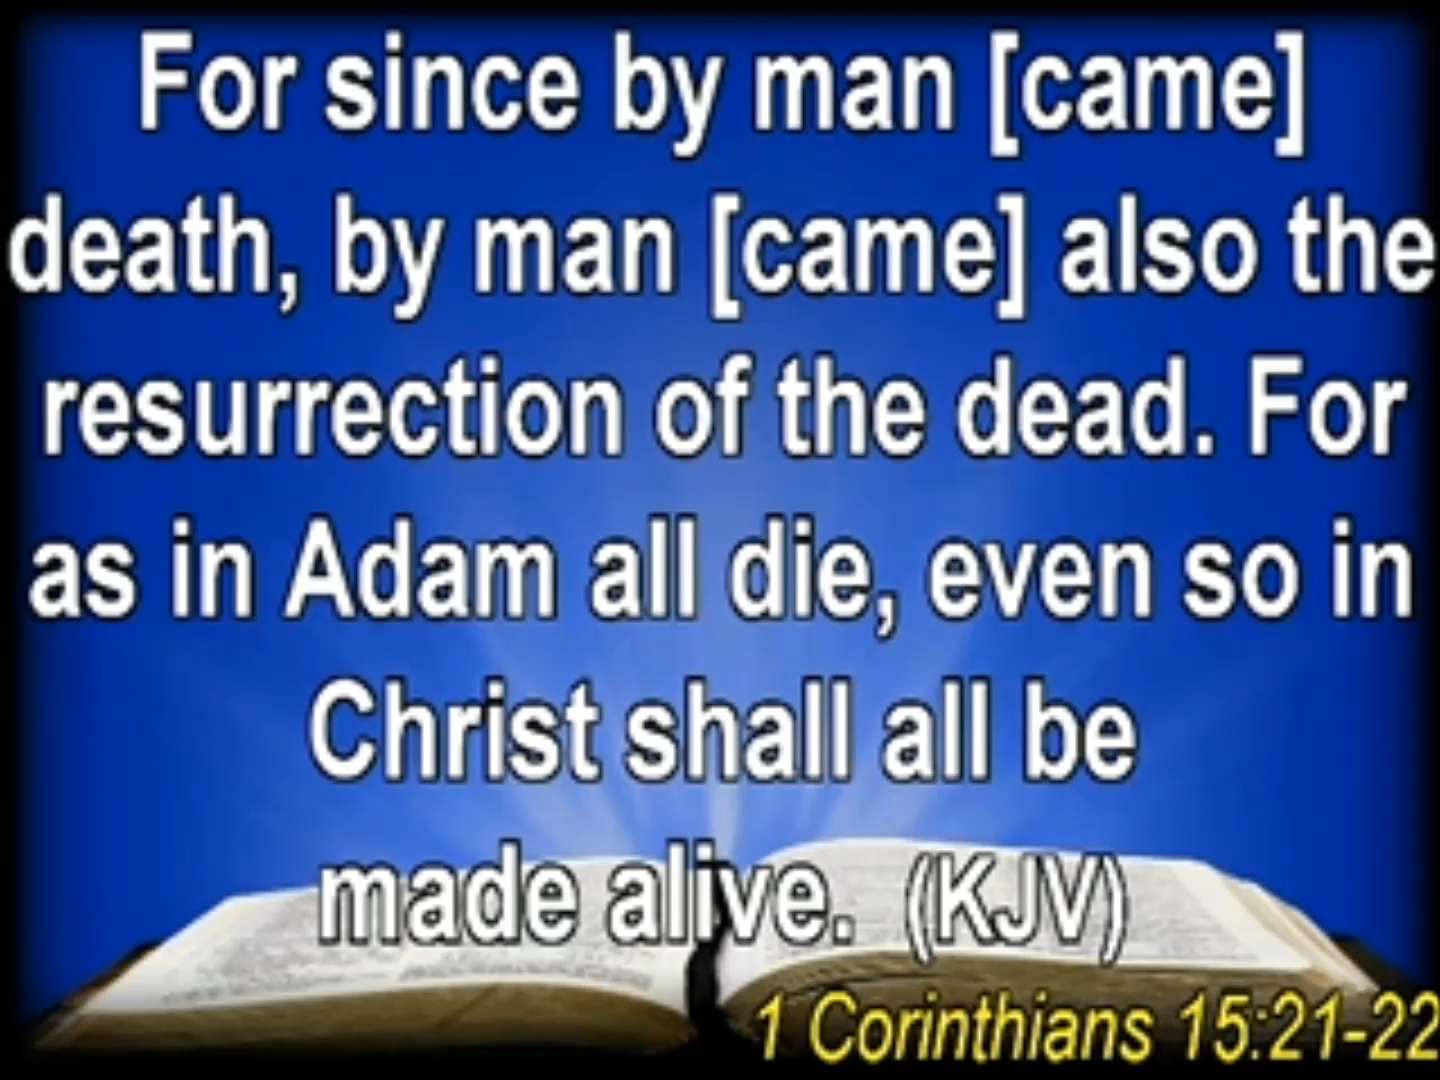 For since by man [came]
death, by man [came] also the
resurrection of the dead. For
as in Adam all die, even so in
Christ shall all be
made alive. (KJV)
1 Corinthians 15:21-22